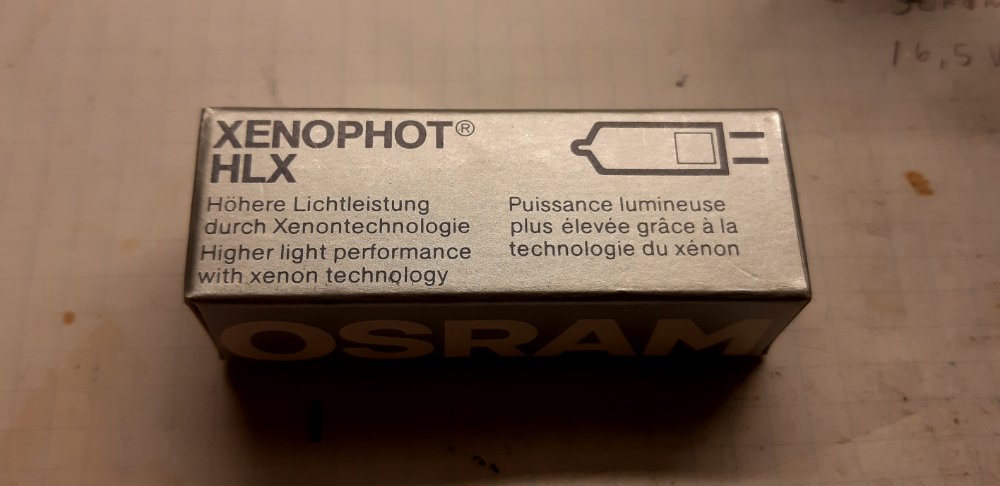 XENOPHOT®
HLX
Höhere Lichtleistung
durch Xenontechnologie
Higher light performance
with xenon technology
Puissance lumineuse
plus élevée grâce à la
technologie du xénon
OSRAM
16,5